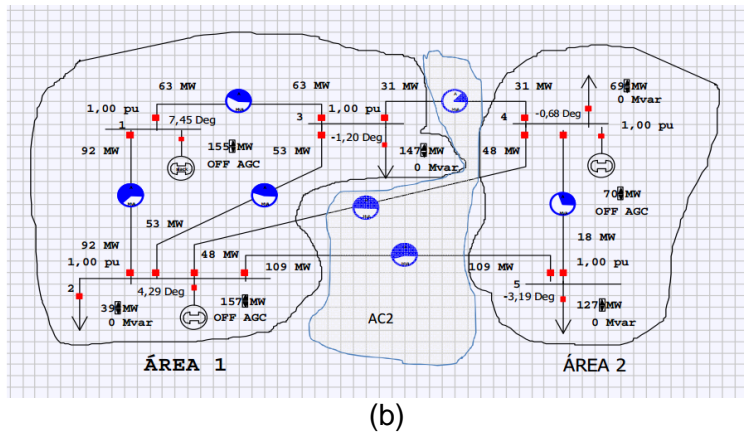 63 MW
63 MW
31 MW
31 MW
69 MW
0 Mvar
1,00 pu
7,45 Deg
1,00 pu
-0,68 Deg
1,00 pu
1
3
-1,20 Deg
4
92 MW
155 MW
OFF AGC
53 MW
147 MW
0 Mvar
48 MW
70 MW
OFF AGC
53 MW
92 MW
18 MW
1,00 pu
48 MW
109 MW
109 MW
1,00 pu
2
4,29 Deg
5
-3,19 Deg
39 MW
0 Mvar
157 MW
OFF AGC
AC2
127 MW
0 Mvar
ÁREA 1
ÁREA 2
(b)